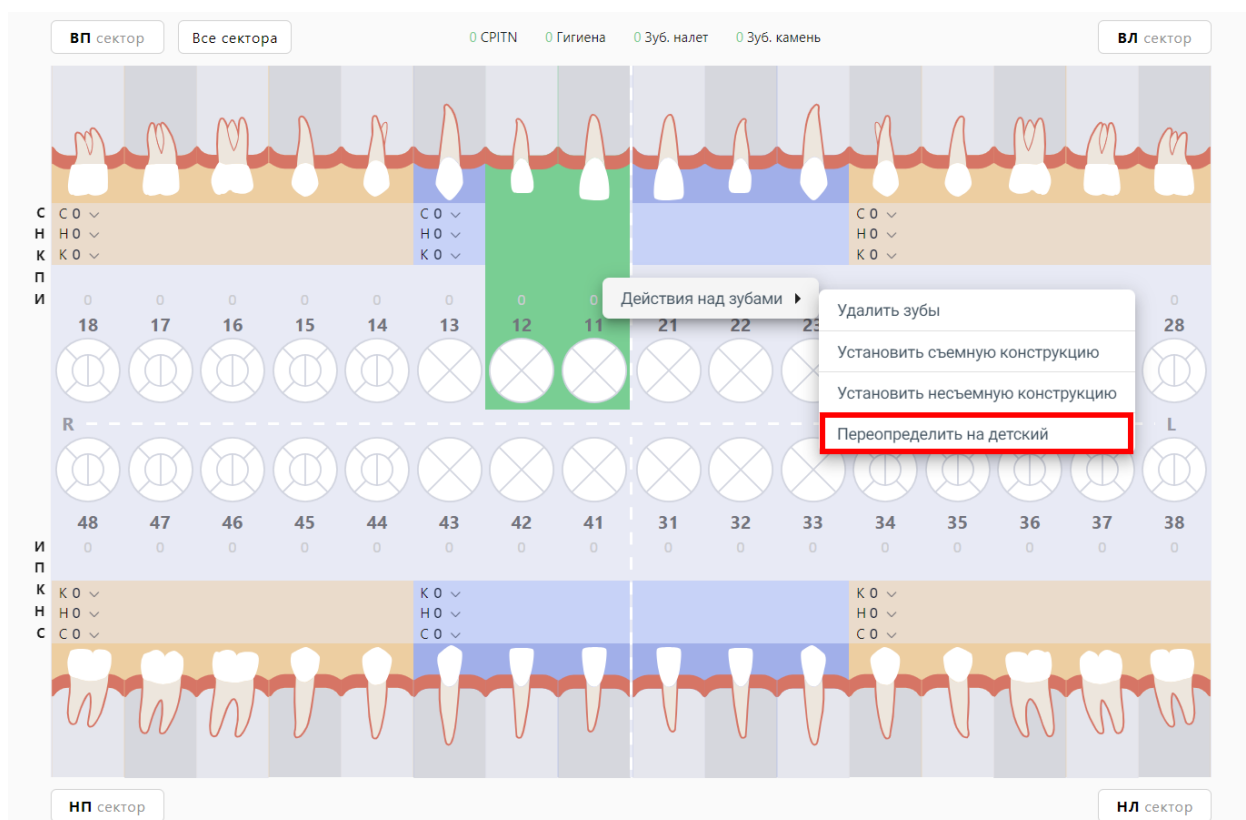 ВП сектор Все сектора 0 CPITN 0 Гигиена 0 Зуб. налет 0 Зуб. камень ВЛ сектор
С С 0 С 0 С 0
Н Н 0 Н 0 Н 0
К К 0 К 0 К 0
П
И 0 0 0 0 0 0 0 0 Действия над зубами 0
18 17 16 15 14 13 12 11 21 22 23 28
Удалить зубы
Установить съемную конструкцию
Установить несъемную конструкцию
Переопределить на детский
R L
48 47 46 45 44 43 42 41 31 32 33 34 35 36 37 38
И 0 0 0 0 0 0 0 0 0 0 0 0 0 0 0 0
П
К К 0 К 0 К 0
Н Н 0 Н 0 Н 0
С С 0 С 0 С 0
НП сектор НЛ сектор